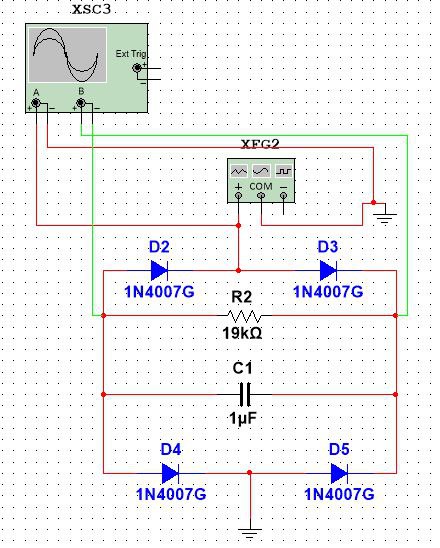 XSC3
Ext Trig
+
−
A
B
+ − + −
XFG2
+ COM −
D2
D3
1N4007G
1N4007G
R2
19kΩ
C1
1µF
D4
D5
1N4007G
1N4007G